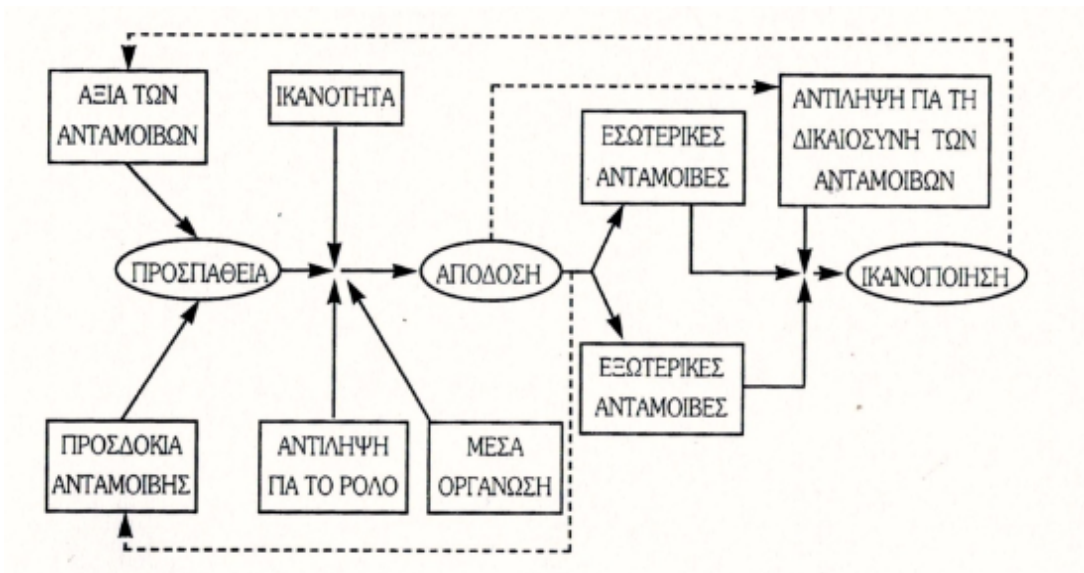 ΑΞΙΑ ΤΩΝ
ΑΝΤΑΜΟΙΒΩΝ
ΙΚΑΝΟΤΗΤΑ
ΕΣΩΤΕΡΙΚΕΣ
ΑΝΤΑΜΟΙΒΕΣ
ΑΝΤΙΛΗΨΗ ΓΙΑ ΤΗ
ΔΙΚΑΙΟΣΥΝΗ ΤΩΝ
ΑΝΤΑΜΟΙΒΩΝ
ΠΡΟΣΠΑΘΕΙΑ
ΑΠΟΔΟΣΗ
ΙΚΑΝΟΠΟΙΗΣΗ
ΕΞΩΤΕΡΙΚΕΣ
ΑΝΤΑΜΟΙΒΕΣ
ΠΡΟΣΔΟΚΙΑ
ΑΝΤΑΜΟΙΒΗΣ
ΑΝΤΙΛΗΨΗ
ΓΙΑ ΤΟ ΡΟΛΟ
ΜΕΣΑ
ΟΡΓΑΝΩΣΗ